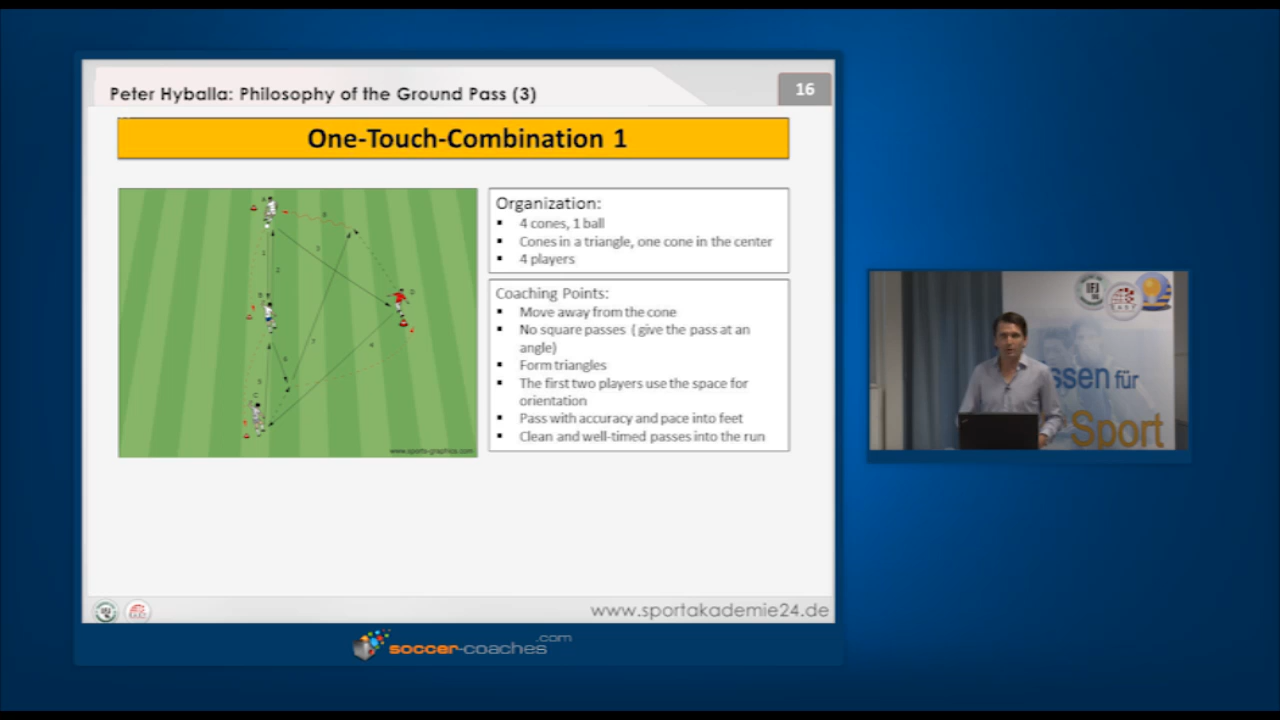 Peter Hyballa: Philosophy of the Ground Pass (3)
16
One-Touch-Combination 1
Organization:
4 cones, 1 ball
Cones in a triangle, one cone in the center
4 players
Coaching Points:
Move away from the cone
No square passes ( give the pass at an
angle)
Form triangles
The first two players use the space for
orientation
Pass with accuracy and pace into feet
Clean and well-timed passes into the run
www.sports-graphics.com
ssen für
Sport
www.sportakademie24.de
soccer-coaches.com